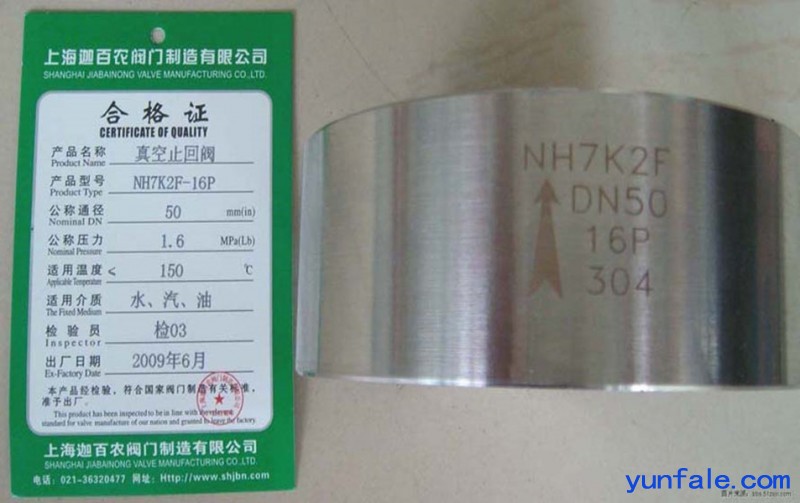 上海迦百农阀门制造有限公司
SHANGHAI JIABAINONG VALVE MANUFACTURING CO.,LTD.
合格证
CERTIFICATE OF QUALITY
产品名称 真空止回阀
Product Name
产品型号 NH7K2F-16P
Product Type
公称通径 50 mm(in)
Nominal DN
公称压力 1.6 MPa(Lb)
Nominal Pressure
适用温度 < 150 ℃
Applicable Temperature
适用介质 水、汽、油
The Fixed Medium
检验员 检03
Inspector
出厂日期 2009年6月
Ex-Factory Date
本产品经检验，符合国家阀门制造有关标准，
准予出厂.
This product has been inspected to be in line with the relevant
standard for valve manufacture of our nation and granted to leave the factory.
上海迦百农阀门制造有限公司
SHANGHAI JIABAINONG VALVE MANUFACTURING CO.,LTD.
电话:021-36320477 网址:Http://www.shjbn.com
NH7K2F
DN50
16P
304
yunfale.com